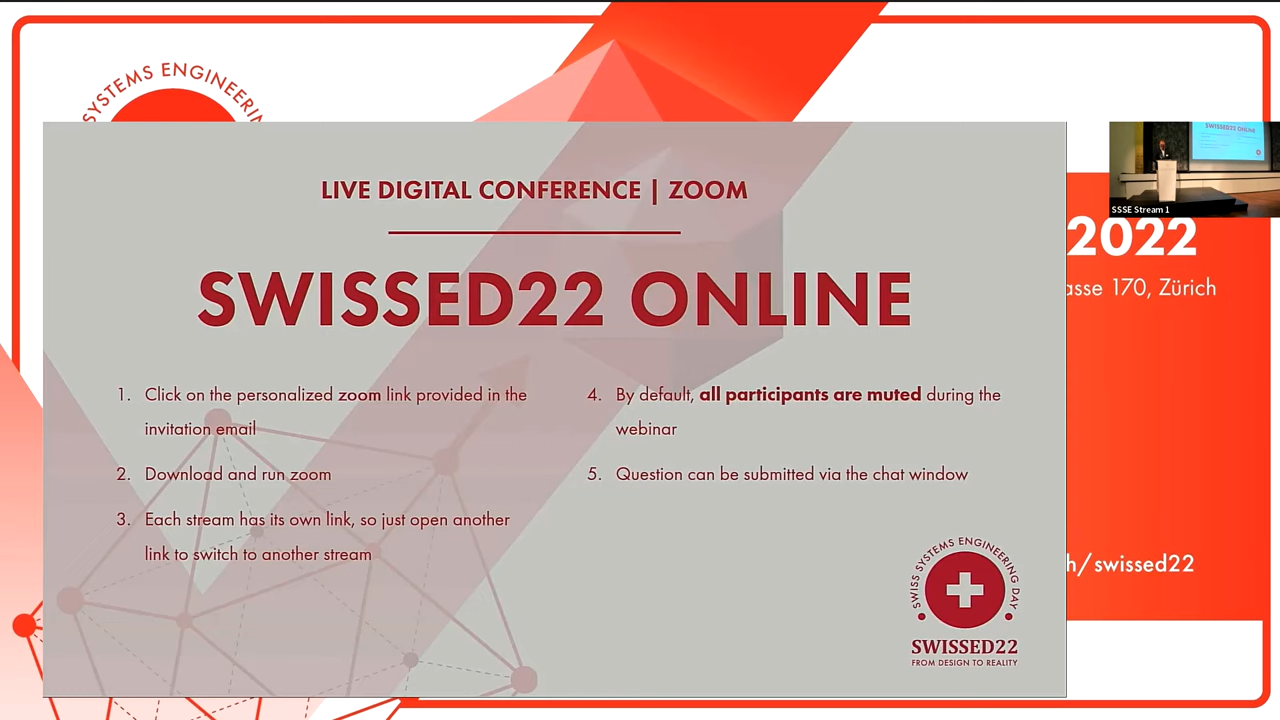 SYSTEMS ENGINEERIN
LIVE DIGITAL CONFERENCE | ZOOM
SWISSED22 ONLINE
1. Click on the personalized zoom link provided in the
invitation email
2. Download and run zoom
3. Each stream has its own link, so just open another
link to switch to another stream
4. By default, all participants are muted during the
webinar
5. Question can be submitted via the chat window
SWISS SYSTEMS ENGINEERING DAY
SWISSED22
FROM DESIGN TO REALITY
SWISSED22 ONLINE
SSSE Stream 1
2022
asse 170, Zürich
h/swissed22